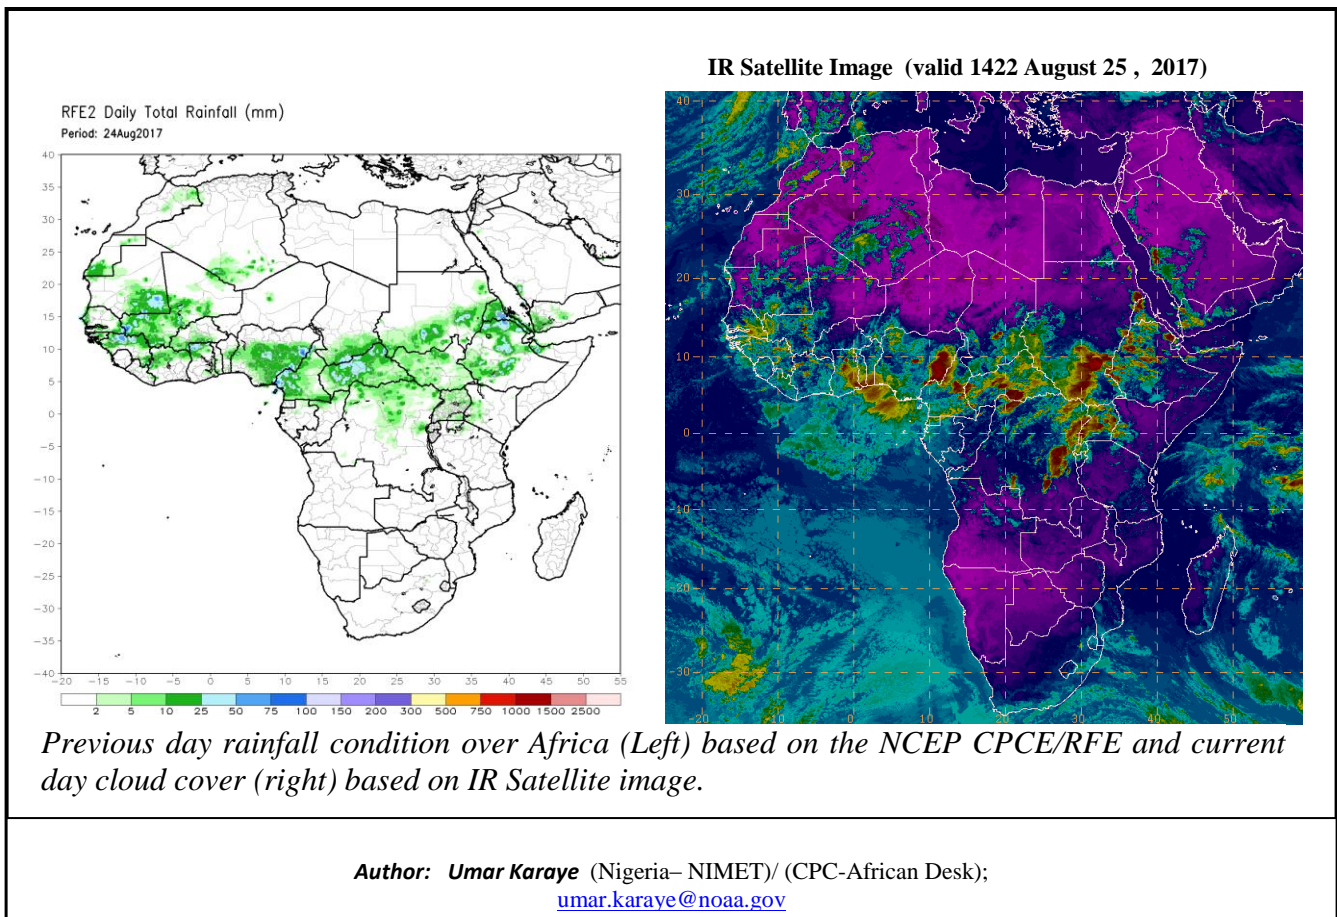 IR Satellite Image (valid 1422 August 25 , 2017)
RFE2 Daily Total Rainfall (mm)
Period: 24Aug2017
40
35
30
25
20
15
10
5
0
-5
-10
-15
-20
-25
-30
-35
-40
-20 -15 -10 -5 0 5 10 15 20 25 30 35 40 45 50 55
2 5 10 25 50 75 100 150 200 300 500 750 1000 1500 2500
40
30
20
10
0
-10
-20
-30
-20 -10 0 10 20 30 40 50
Previous day rainfall condition over Africa (Left) based on the NCEP CPCE/RFE and current
day cloud cover (right) based on IR Satellite image.
Author: Umar Karaye (Nigeria– NIMET)/ (CPC-African Desk);
umar.karaye@noaa.gov